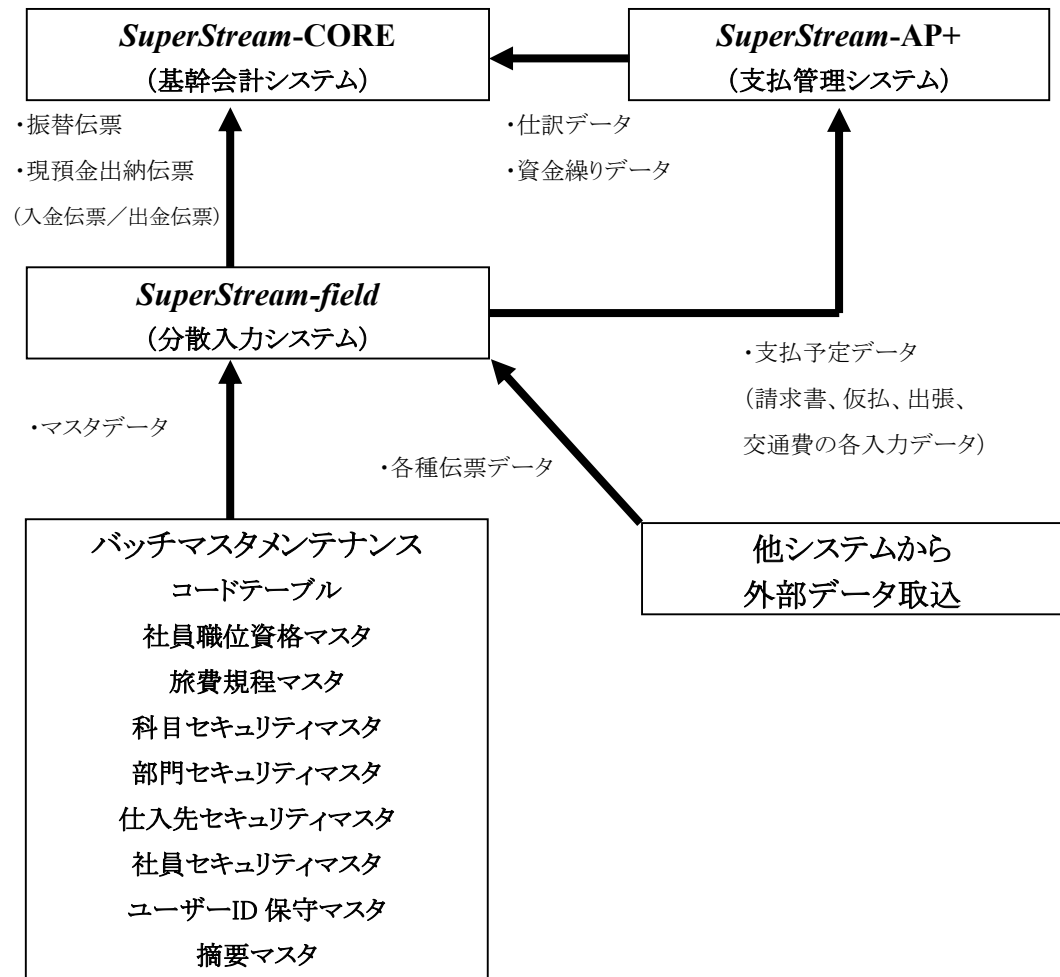 SuperStream-CORE
(基幹会計システム)
SuperStream-AP+
(支払管理システム)
・振替伝票
・現預金出納伝票
(入金伝票／出金伝票)
・仕訳データ
・資金繰りデータ
SuperStream-field
(分散入力システム)
・支払予定データ
(請求書、仮払、出張、
交通費の各入力データ)
・マスタデータ
・各種伝票データ
バッチマスタメンテナンス
コードテーブル
社員職位資格マスタ
旅費規程マスタ
科目セキュリティマスタ
部門セキュリティマスタ
仕入先セキュリティマスタ
社員セキュリティマスタ
ユーザーID 保守マスタ
摘要マスタ
他システムから
外部データ取込